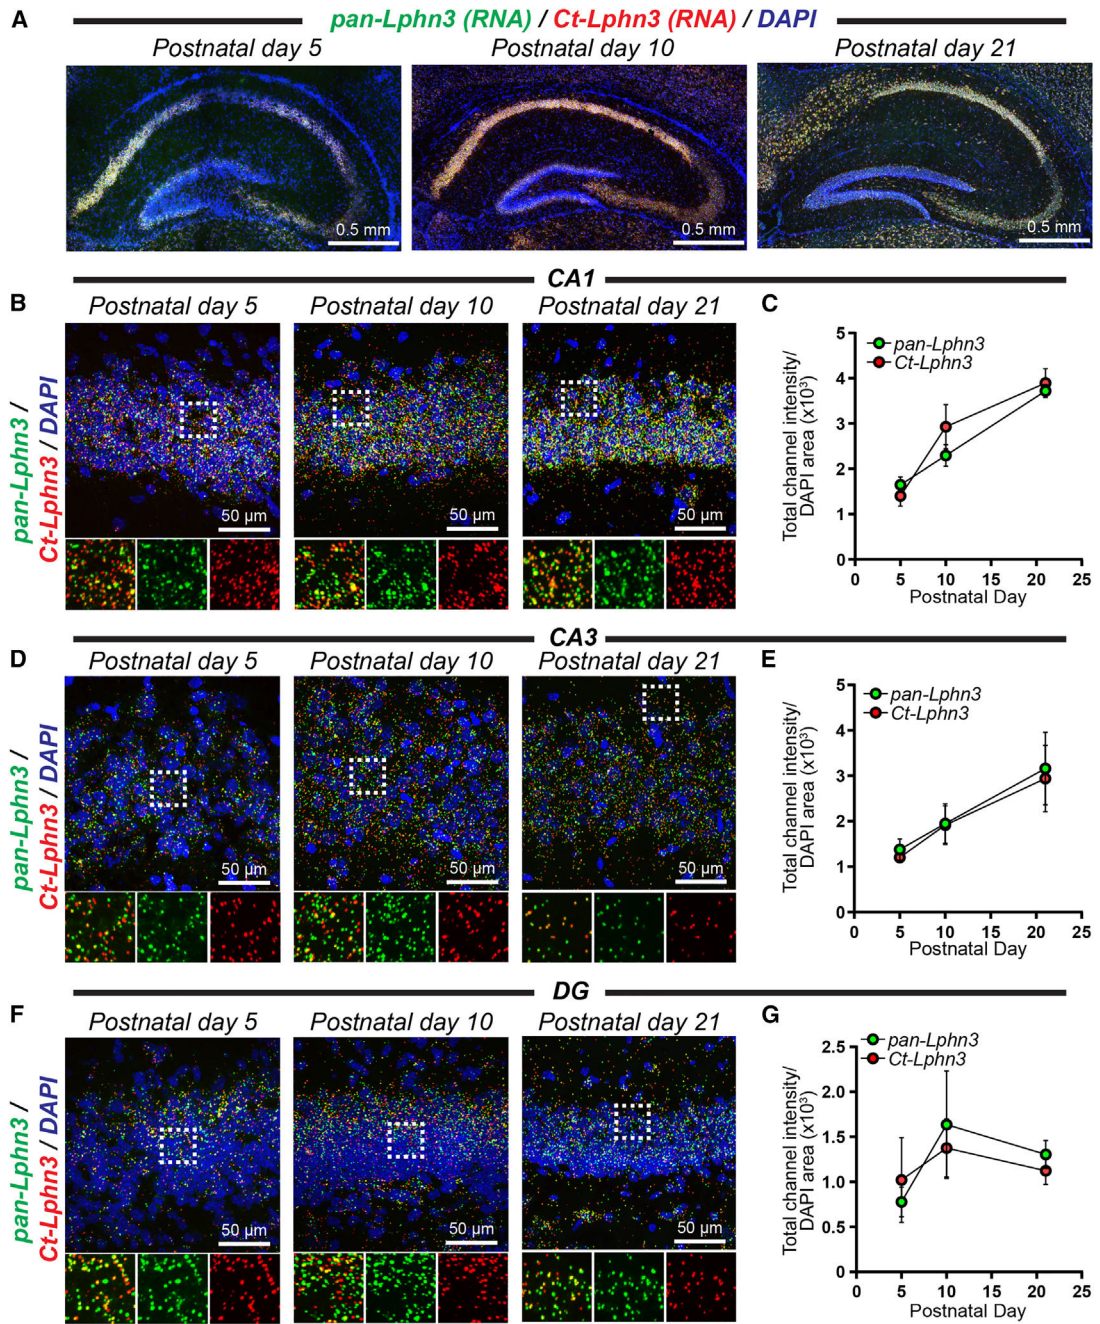 A
pan-Lphn3 (RNA) / Ct-Lphn3 (RNA) / DAPI
Postnatal day 5
Postnatal day 10
Postnatal day 21
0.5 mm
0.5 mm
0.5 mm
CA1
B
Postnatal day 5
Postnatal day 10
Postnatal day 21
pan-Lphn3 /
Ct-Lphn3 / DAPI
50 µm
50 µm
50 µm
C
pan-Lphn3
Ct-Lphn3
Total channel intensity/
DAPI area (x10³)
5
4
3
2
1
0
0 5 10 15 20 25
Postnatal Day
CA3
D
Postnatal day 5
Postnatal day 10
Postnatal day 21
pan-Lphn3 /
Ct-Lphn3 / DAPI
50 µm
50 µm
50 µm
E
pan-Lphn3
Ct-Lphn3
Total channel intensity/
DAPI area (x10³)
5
4
3
2
1
0
0 5 10 15 20 25
Postnatal Day
DG
F
Postnatal day 5
Postnatal day 10
Postnatal day 21
pan-Lphn3 /
Ct-Lphn3 / DAPI
50 µm
50 µm
50 µm
G
pan-Lphn3
Ct-Lphn3
Total channel intensity/
DAPI area (x10³)
2.5
2.0
1.5
1.0
0.5
0
0 5 10 15 20 25
Postnatal Day